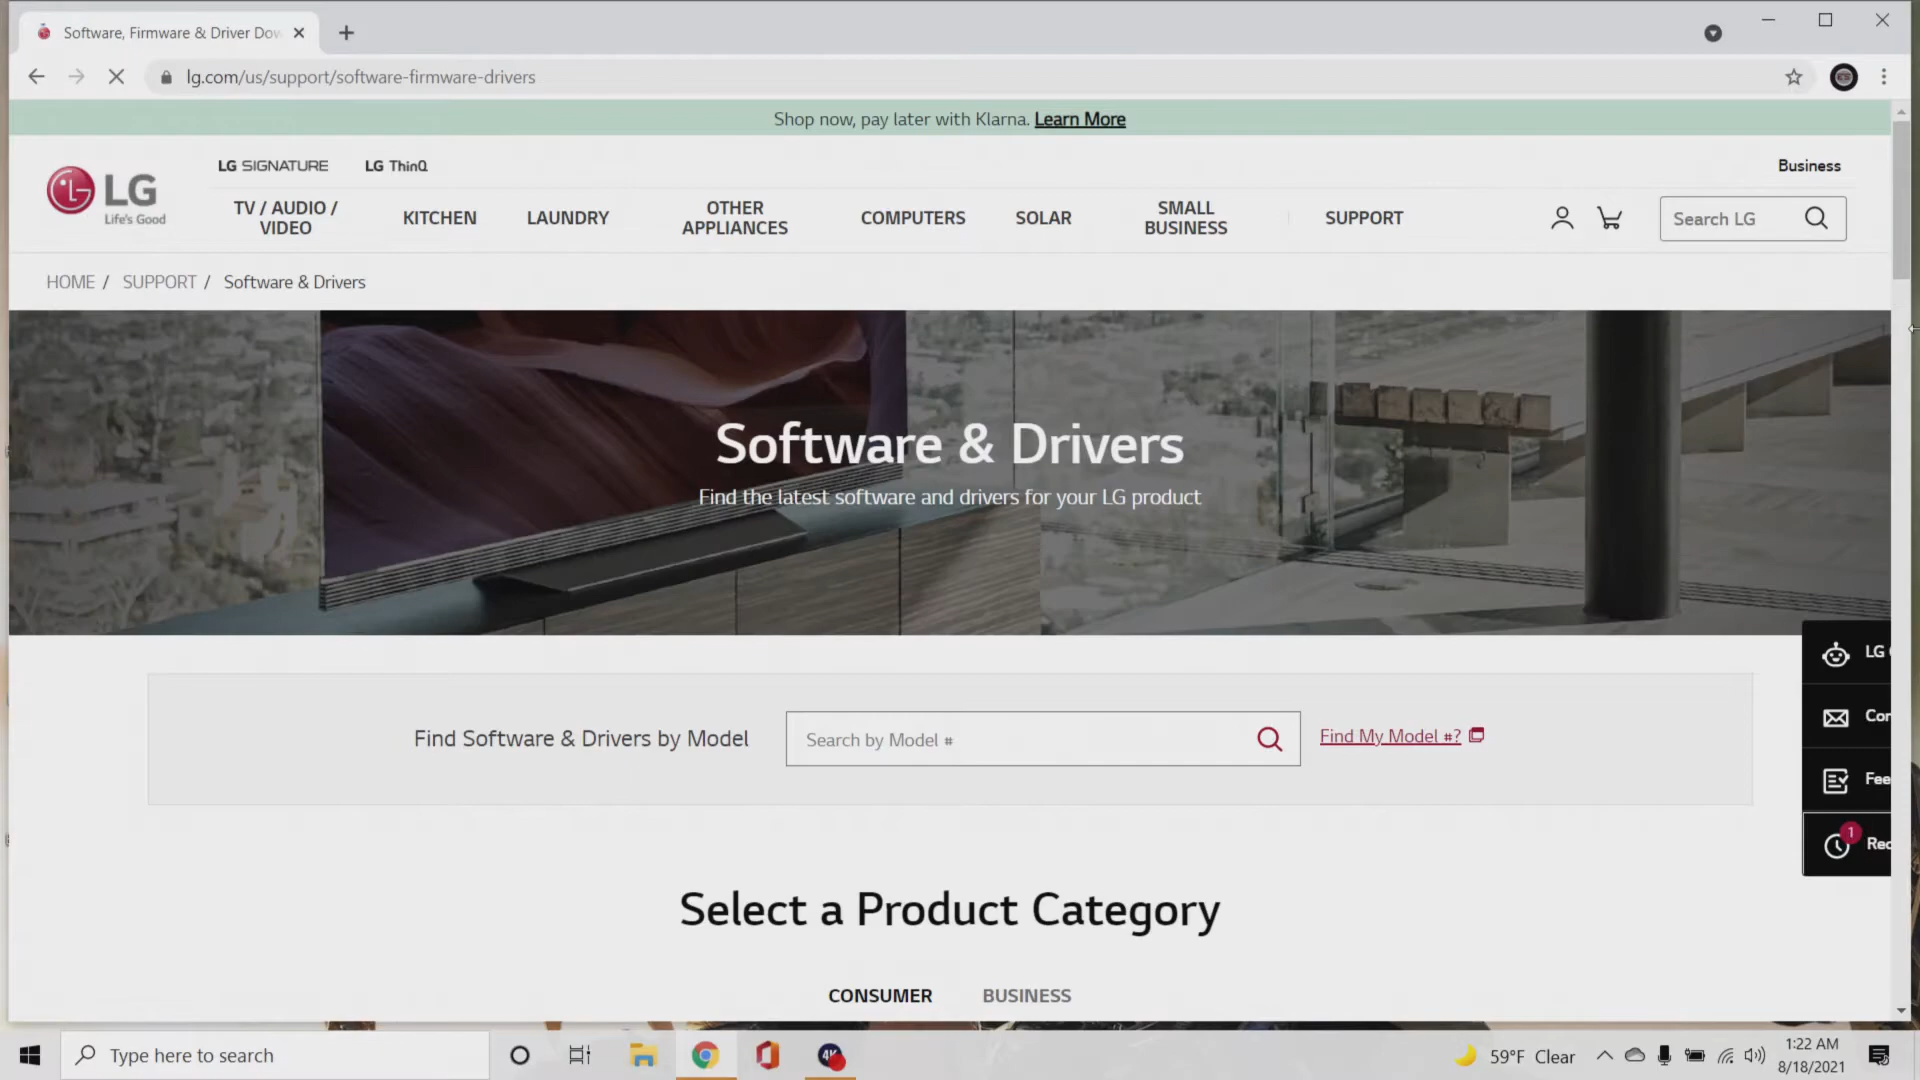 Software, Firmware & Driver Dow
lg.com/us/support/software-firmware-drivers
Shop now, pay later with Klarna. Learn More
LG SIGNATURE LG ThinQ Business
LG
Life's Good
TV / AUDIO /
VIDEO
KITCHEN
LAUNDRY
OTHER
APPLIANCES
COMPUTERS
SOLAR
SMALL
BUSINESS
SUPPORT
Search LG
HOME / SUPPORT / Software & Drivers
Software & Drivers
Find the latest software and drivers for your LG product
LG
Con
Fee
1
Rec
Find Software & Drivers by Model
Search by Model #
Find My Model #?
Select a Product Category
CONSUMER BUSINESS
Type here to search
4K
59°F Clear
1:22 AM
8/18/2021